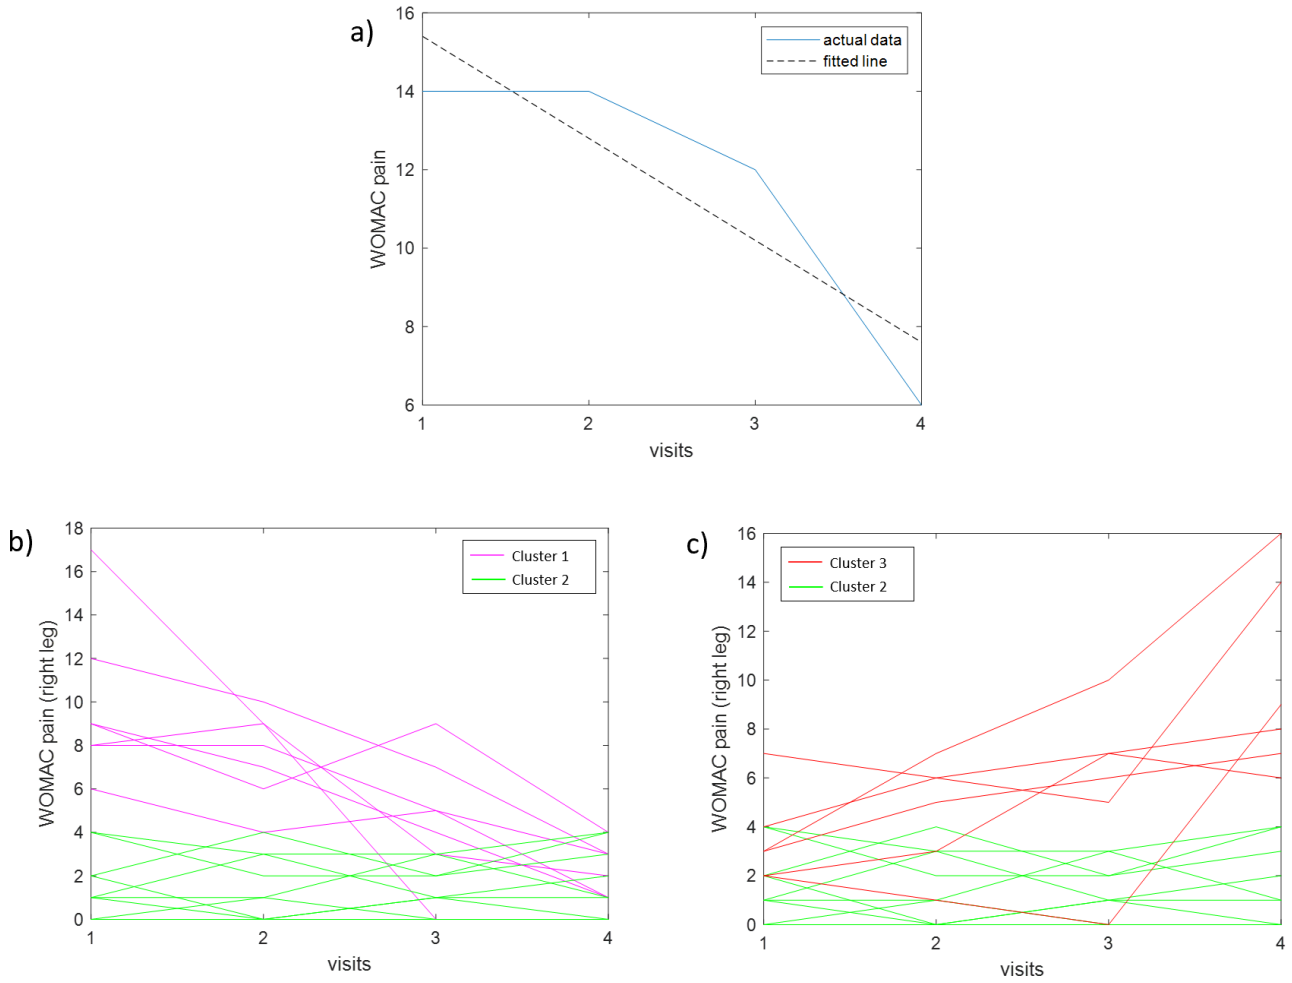 a)
16
14
12
10
8
6
WOMAC pain
1 2 3 4
visits
actual data
fitted line
b)
18
16
14
12
10
8
6
4
2
0
WOMAC pain (right leg)
1 2 3 4
visits
Cluster 1
Cluster 2
c)
16
14
12
10
8
6
4
2
0
WOMAC pain (right leg)
1 2 3 4
visits
Cluster 3
Cluster 2